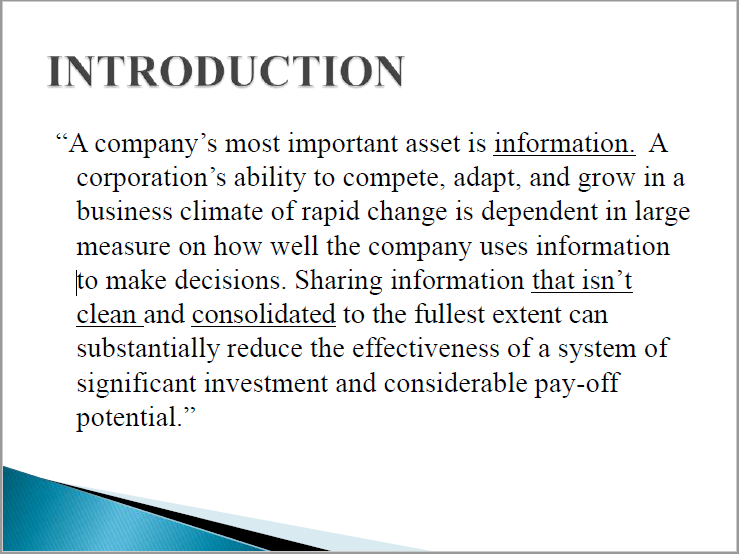 INTRODUCTION
“A company’s most important asset is information.  A
corporation’s ability to compete, adapt, and grow in a
business climate of rapid change is dependent in large
measure on how well the company uses information
to make decisions. Sharing information that isn’t
clean and consolidated to the fullest extent can
substantially reduce the effectiveness of a system of
significant investment and considerable pay-off
potential.”